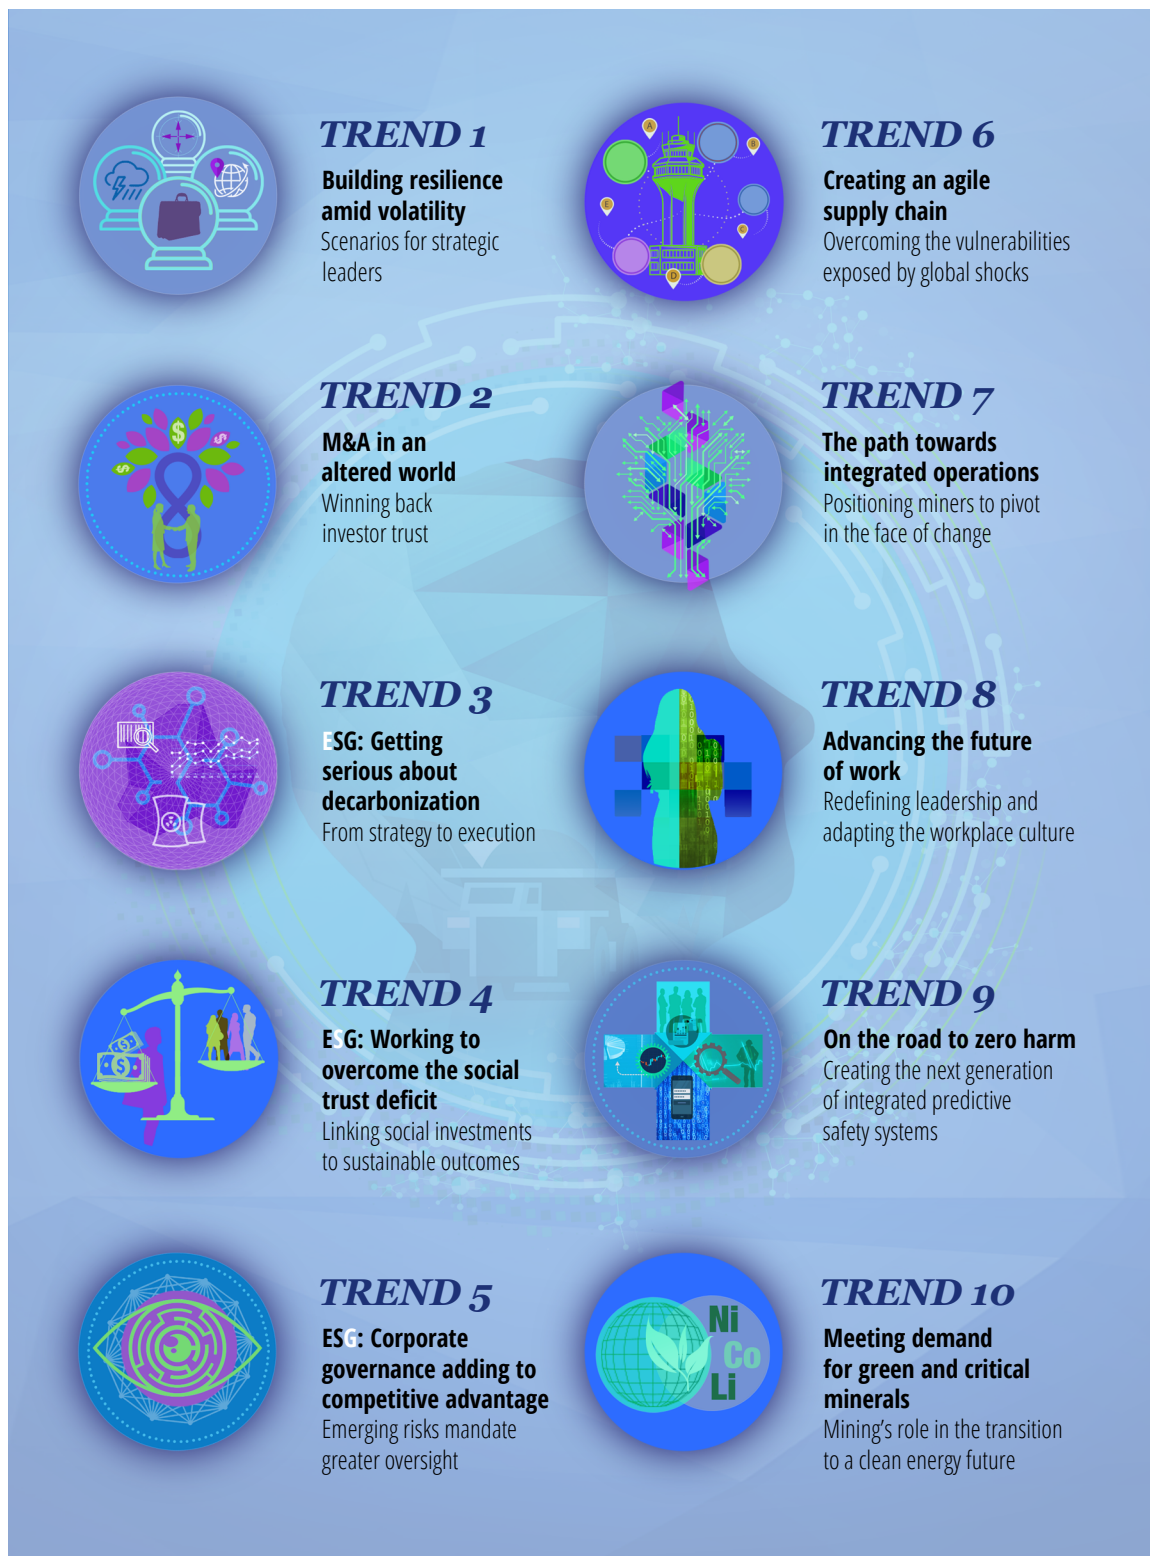 TREND 1
Building resilience
amid volatility
Scenarios for strategic
leaders
TREND 2
M&A in an
altered world
Winning back
investor trust
$
$
$
TREND 3
ESG: Getting
serious about
decarbonization
From strategy to execution
TREND 4
ESG: Working to
overcome the social
trust deficit
Linking social investments
to sustainable outcomes
$
$
TREND 5
ESG: Corporate
governance adding to
competitive advantage
Emerging risks mandate
greater oversight
TREND 6
Creating an agile
supply chain
Overcoming the vulnerabilities
exposed by global shocks
A
B
E
C
D
TREND 7
The path towards
integrated operations
Positioning miners to pivot
in the face of change
TREND 8
Advancing the future
of work
Redefining leadership and
adapting the workplace culture
TREND 9
On the road to zero harm
Creating the next generation
of integrated predictive
safety systems
TREND 10
Meeting demand
for green and critical
minerals
Mining's role in the transition
to a clean energy future
Ni
Co
Li